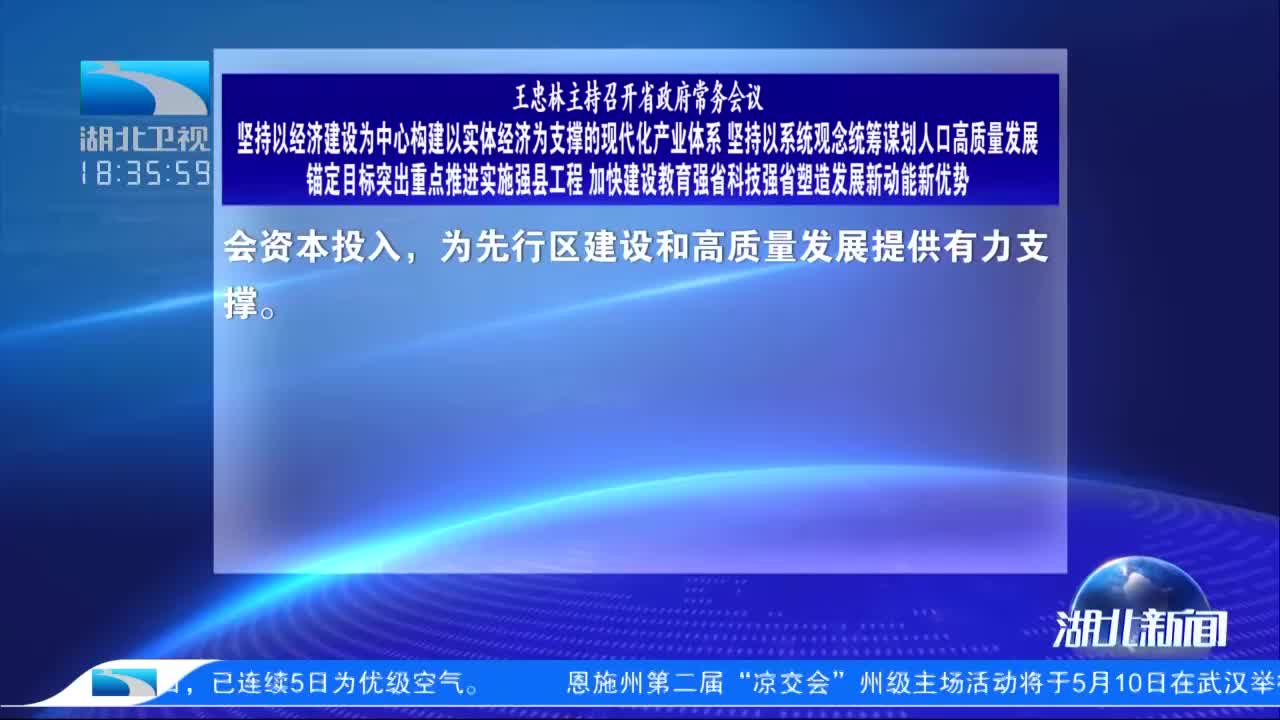 湖北卫视
18:35:59
王忠林主持召开省政府常务会议
坚持以经济建设为中心构建以实体经济为支撑的现代化产业体系 坚持以系统观念统筹谋划人口高质量发展
锚定目标突出重点推进实施强县工程 加快建设教育强省科技强省塑造发展新动能新优势
会资本投入，为先行区建设和高质量发展提供有力支
撑。
湖北新闻
，已连续5日为优级空气。 恩施州第二届“凉交会”州级主场活动将于5月10日在武汉举